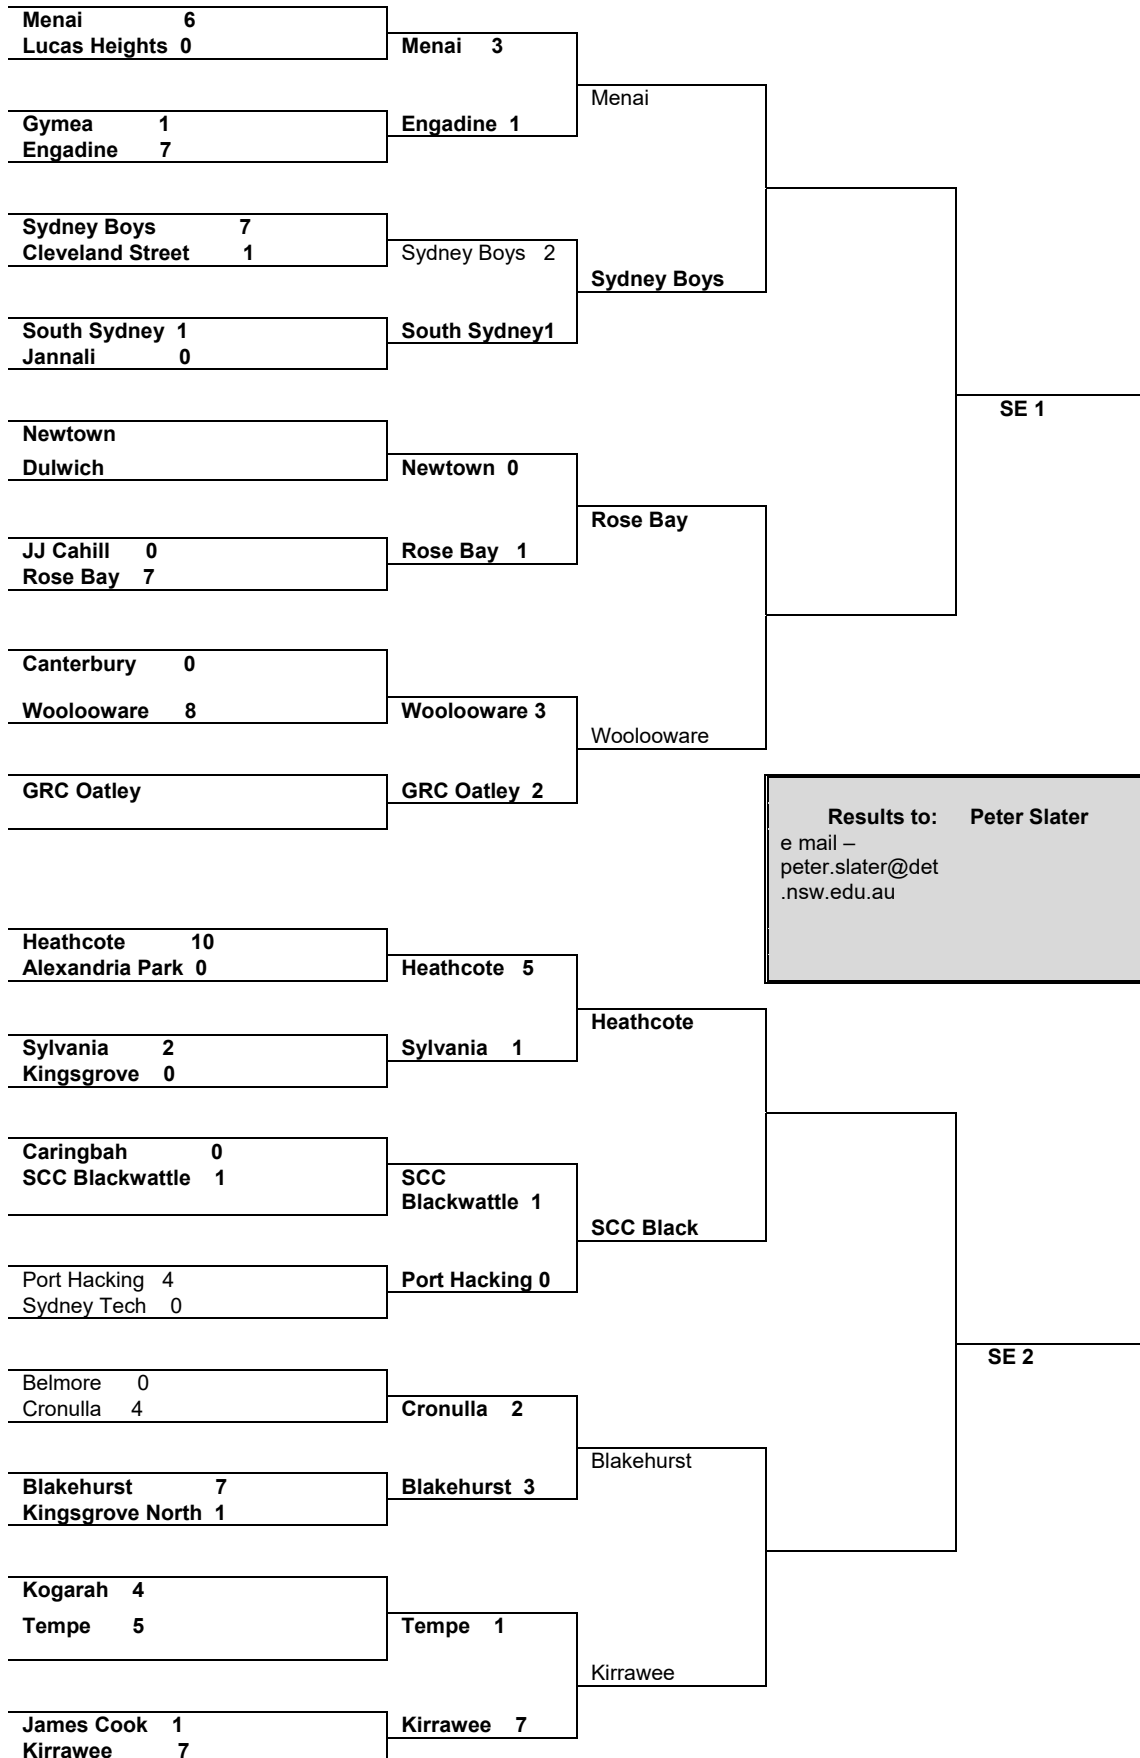 Menai 6
Lucas Heights 0
Menai 3
Menai
Gymea 1
Engadine 7
Engadine 1
Sydney Boys 7
Cleveland Street 1
Sydney Boys 2
Sydney Boys
South Sydney 1
Jannali 0
South Sydney1
SE 1
Newtown
Dulwich
Newtown 0
Rose Bay
JJ Cahill 0
Rose Bay 7
Rose Bay 1
Canterbury 0
Woolooware 8
Woolooware 3
Woolooware
GRC Oatley
GRC Oatley 2
Results to: Peter Slater
e mail –
peter.slater@det
.nsw.edu.au
Heathcote 10
Alexandria Park 0
Heathcote 5
Heathcote
Sylvania 2
Kingsgrove 0
Sylvania 1
Caringbah 0
SCC Blackwattle 1
SCC
Blackwattle 1
SCC Black
Port Hacking 4
Sydney Tech 0
Port Hacking 0
SE 2
Belmore 0
Cronulla 4
Cronulla 2
Blakehurst
Blakehurst 7
Kingsgrove North 1
Blakehurst 3
Kogarah 4
Tempe 5
Tempe 1
Kirrawee
James Cook 1
Kirrawee 7
Kirrawee 7